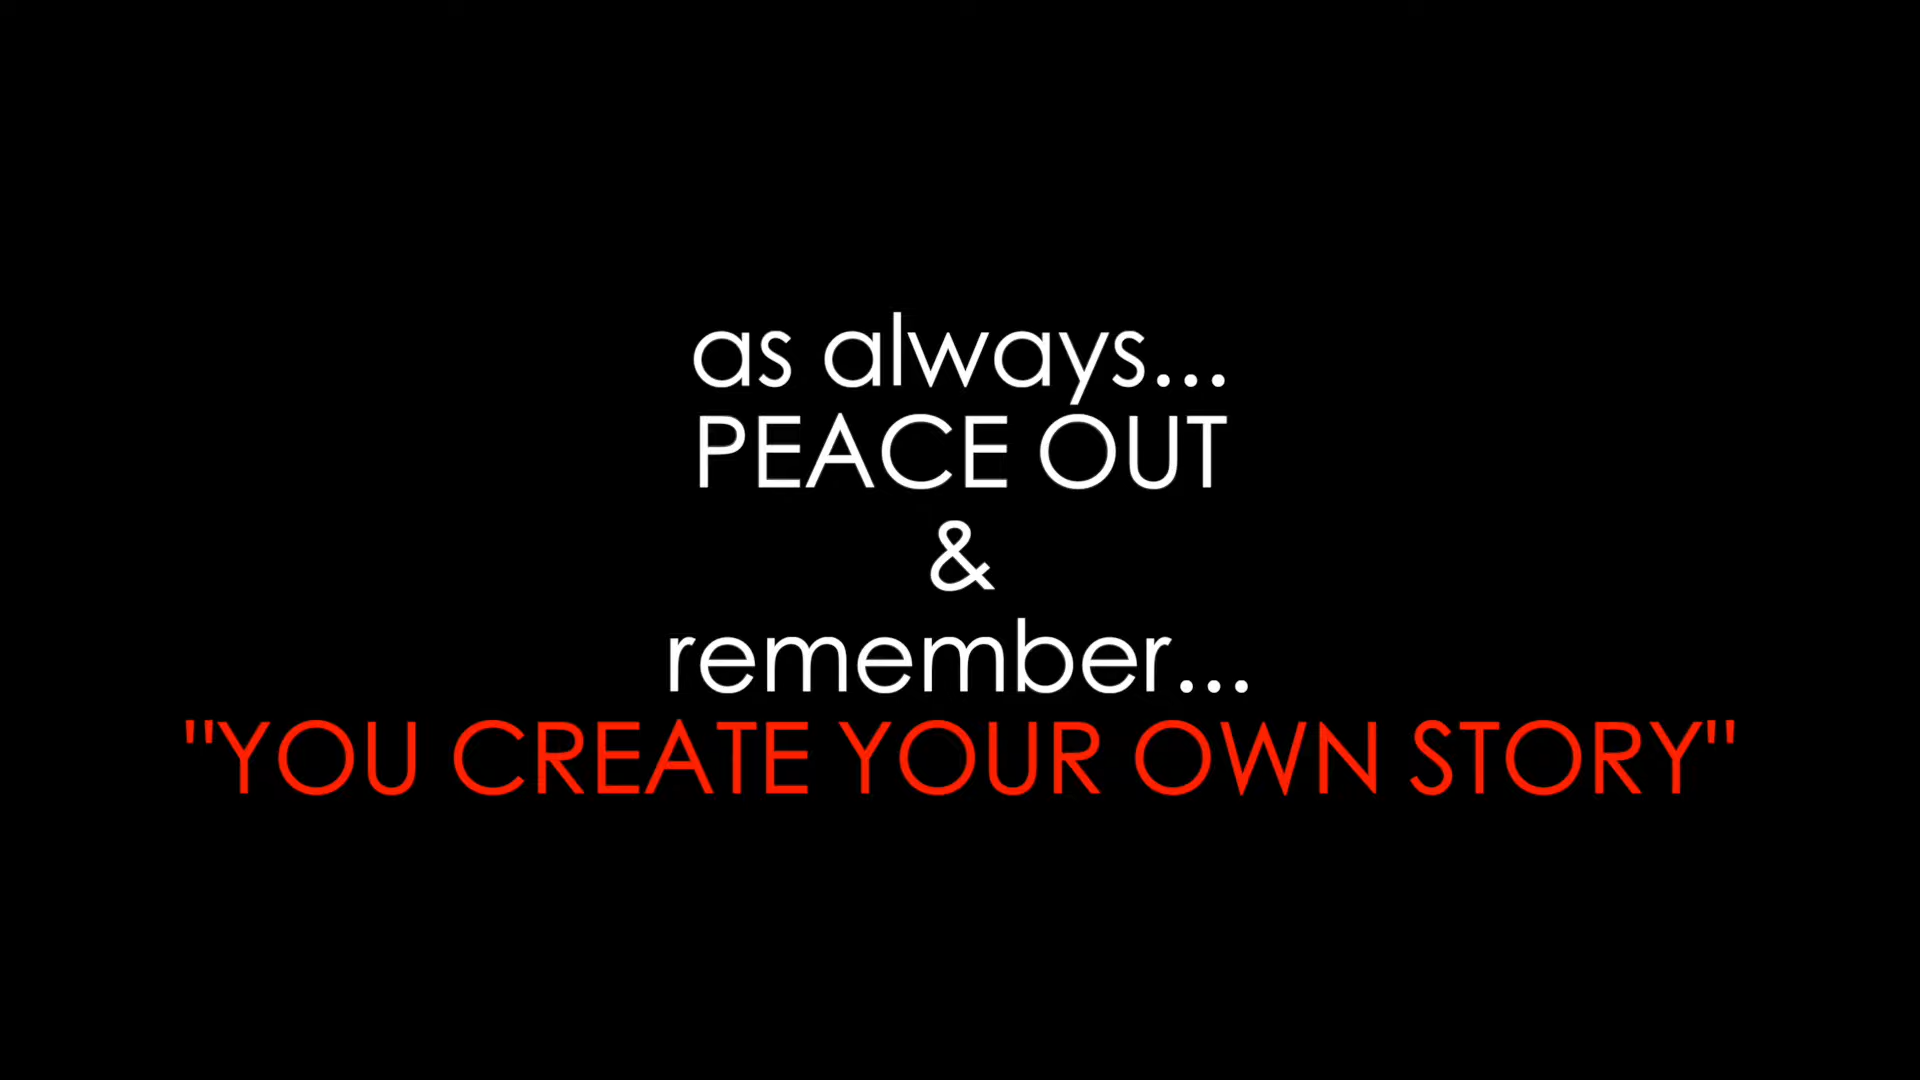 as always...
PEACE OUT
&
remember...
"YOU CREATE YOUR OWN STORY"